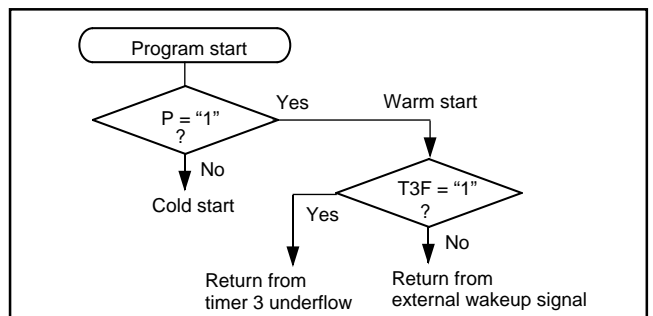 Program start
P = “1”
?
Yes
Warm start
No
Cold start
T3F = “1”
?
Yes
No
Return from
timer 3 underflow
Return from
external wakeup signal